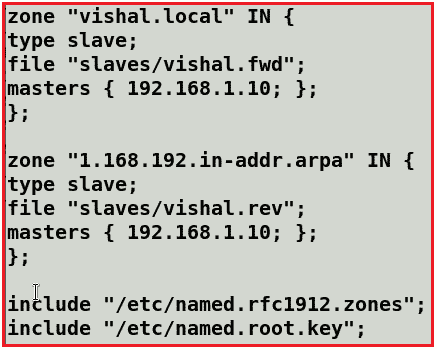 zone "vishal.local" IN {
type slave;
file "slaves/vishal.fwd";
masters { 192.168.1.10; };
};
zone "1.168.192.in-addr.arpa" IN {
type slave;
file "slaves/vishal.rev";
masters { 192.168.1.10; };
};
include "/etc/named.rfc1912.zones";
include "/etc/named.root.key";